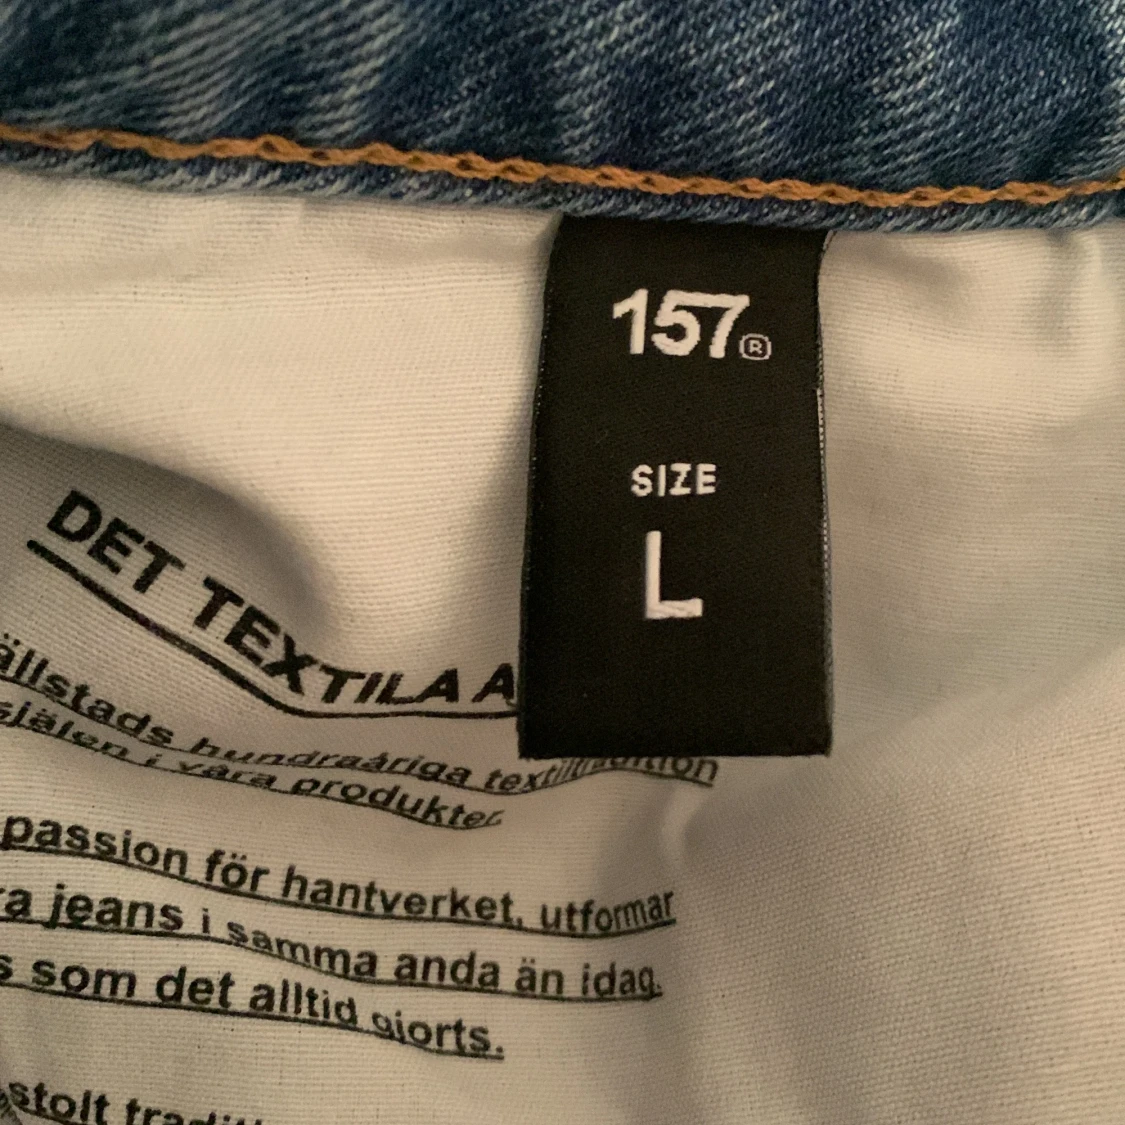 157®
SIZE
L
DET TEXTILA A
ällstads hundraåriga textiltradition
själen i våra produkter.
passion för hantverket, utformar
ra jeans i samma anda än idag.
s som det alltid gjorts.
stolt